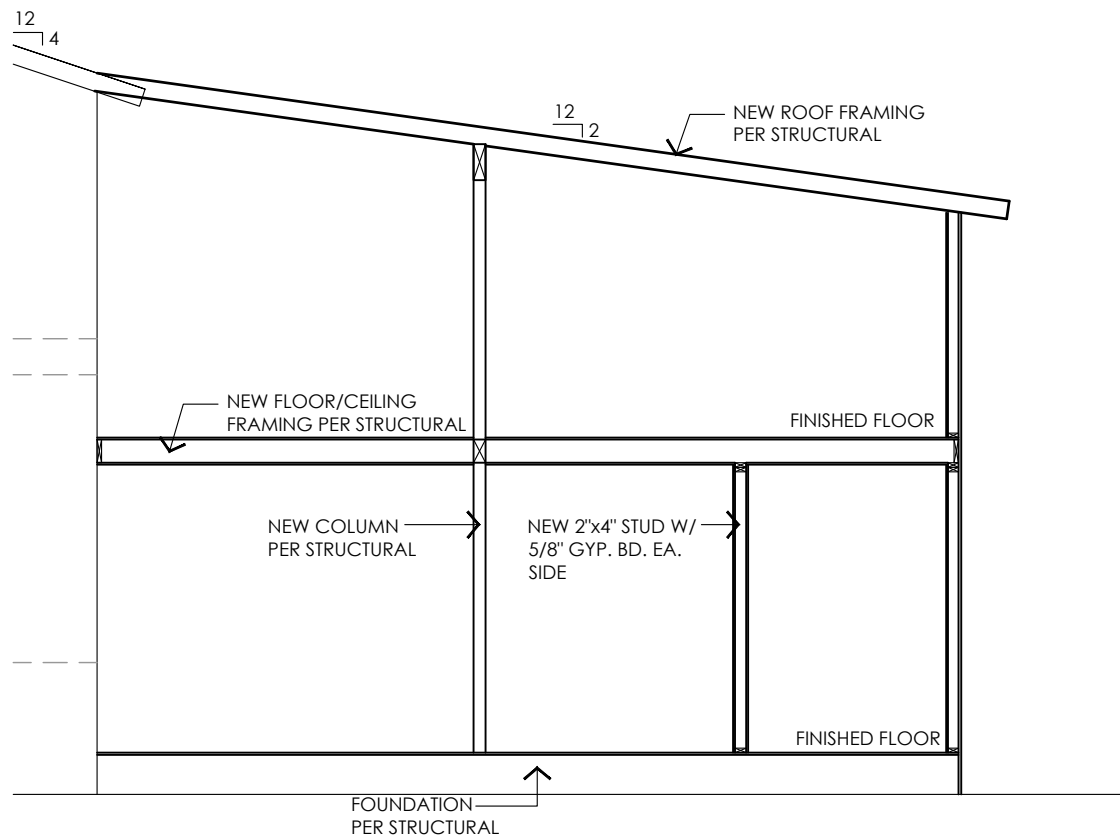 12
4
12
2
NEW ROOF FRAMING
PER STRUCTURAL
NEW FLOOR/CEILING
FRAMING PER STRUCTURAL
FINISHED FLOOR
NEW COLUMN
PER STRUCTURAL
NEW 2"x4" STUD W/
5/8" GYP. BD. EA.
SIDE
FINISHED FLOOR
FOUNDATION
PER STRUCTURAL